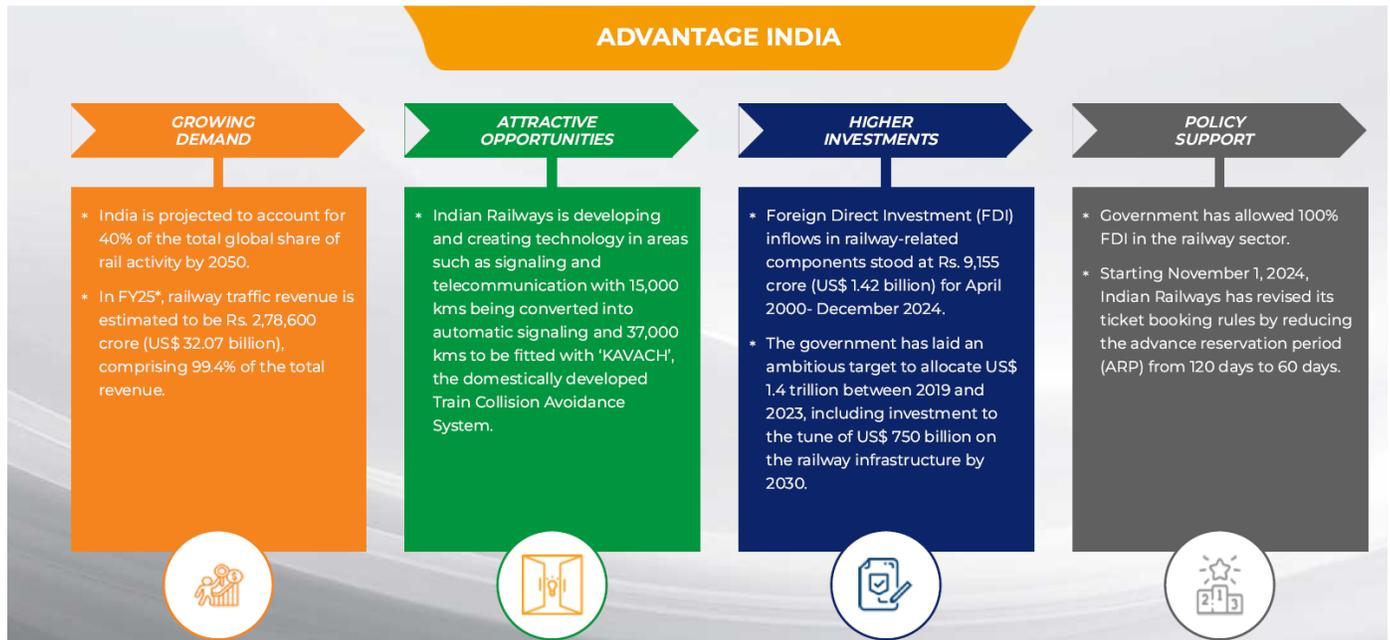 ADVANTAGE INDIA
GROWING
DEMAND
* India is projected to account for
40% of the total global share of
rail activity by 2050.
* In FY25*, railway traffic revenue is
estimated to be Rs. 2,78,600
crore (US$ 32.07 billion),
comprising 99.4% of the total
revenue.
ATTRACTIVE
OPPORTUNITIES
* Indian Railways is developing
and creating technology in areas
such as signaling and
telecommunication with 15,000
kms being converted into
automatic signaling and 37,000
kms to be fitted with ‘KAVACH’,
the domestically developed
Train Collision Avoidance
System.
HIGHER
INVESTMENTS
* Foreign Direct Investment (FDI)
inflows in railway-related
components stood at Rs. 9,155
crore (US$ 1.42 billion) for April
2000- December 2024.
* The government has laid an
ambitious target to allocate US$
1.4 trillion between 2019 and
2023, including investment to
the tune of US$ 750 billion on
the railway infrastructure by
2030.
POLICY
SUPPORT
* Government has allowed 100%
FDI in the railway sector.
* Starting November 1, 2024,
Indian Railways has revised its
ticket booking rules by reducing
the advance reservation period
(ARP) from 120 days to 60 days.
$
2 1 3